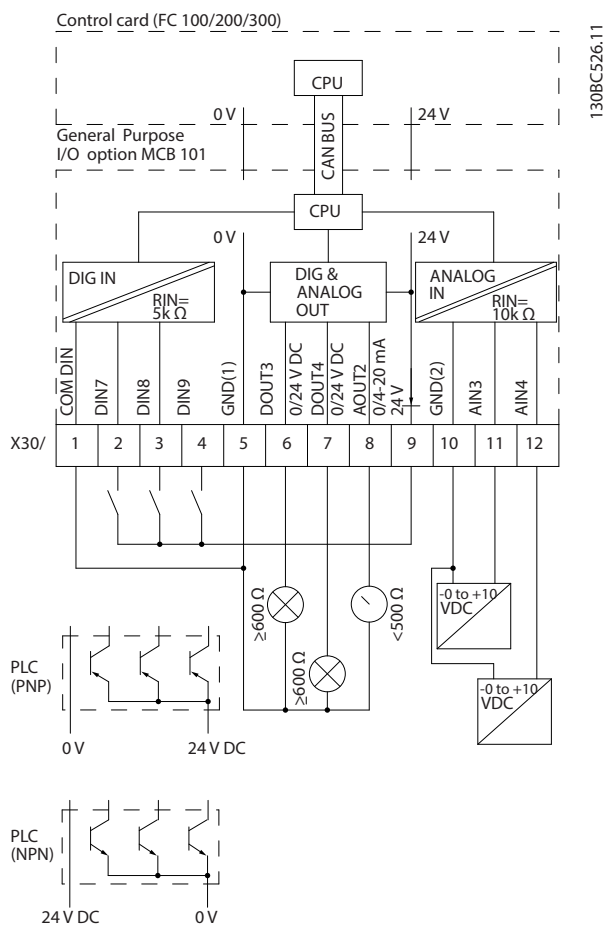 Control card (FC 100/200/300)
130BC526.11
CPU
0 V
24 V
CAN BUS
General Purpose
I/O option MCB 101
CPU
0 V
24 V
DIG IN
RIN=
5k Ω
DIG &
ANALOG
OUT
ANALOG
IN
RIN=
10k Ω
COM DIN
DIN7
DIN8
DIN9
GND(1)
DOUT3
0/24 V DC
DOUT4
0/24 V DC
AOUT2
0/4-20 mA
24 V
GND(2)
AIN3
AIN4
X30/ 1 2 3 4 5 6 7 8 9 10 11 12
≥600 Ω
≥600 Ω
<500 Ω
-0 to +10
VDC
-0 to +10
VDC
PLC
(PNP)
0 V
24 V DC
PLC
(NPN)
24 V DC
0 V